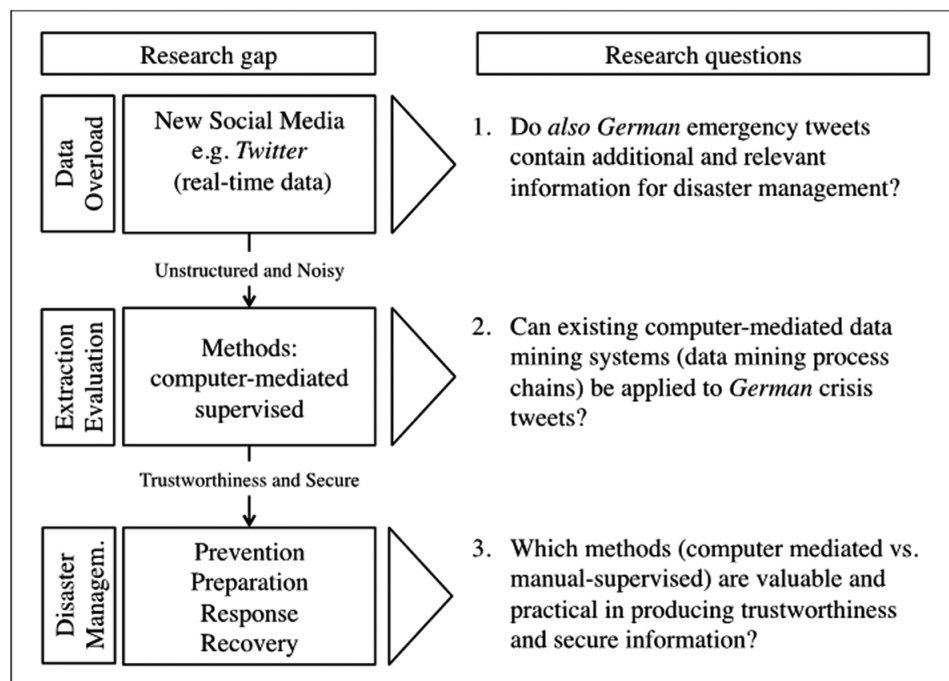 Research gap
Research questions
Data
Overload
New Social Media
e.g. Twitter
(real-time data)
1. Do also German emergency tweets
contain additional and relevant
information for disaster management?
Unstructured and Noisy
Extraction
Evaluation
Methods:
computer-mediated
supervised
2. Can existing computer-mediated data
mining systems (data mining process
chains) be applied to German crisis
tweets?
Trustworthiness and Secure
Disaster
Managem.
Prevention
Preparation
Response
Recovery
3. Which methods (computer mediated vs.
manual-supervised) are valuable and
practical in producing trustworthiness
and secure information?